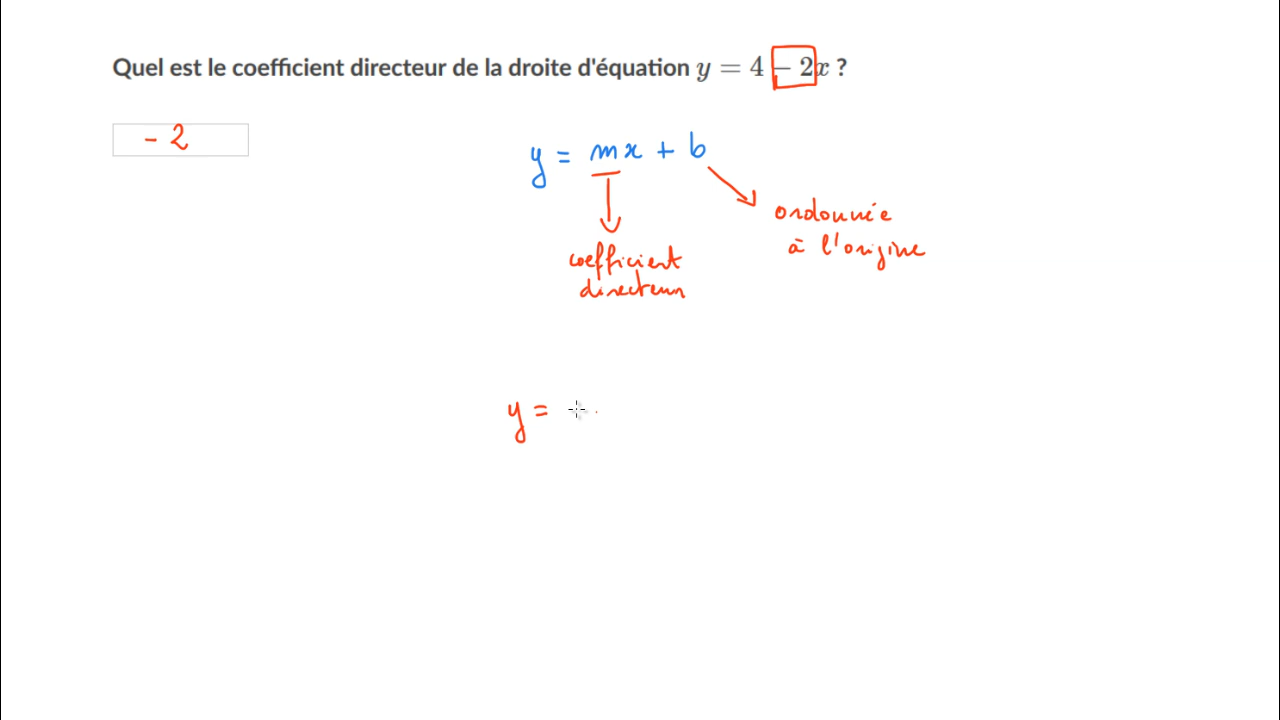 Quel est le coefficient directeur de la droite d'équation y = 4 − 2x ?
- 2
y = mx + b
ordonnée
à l'origine
coefficient
directeur
y =